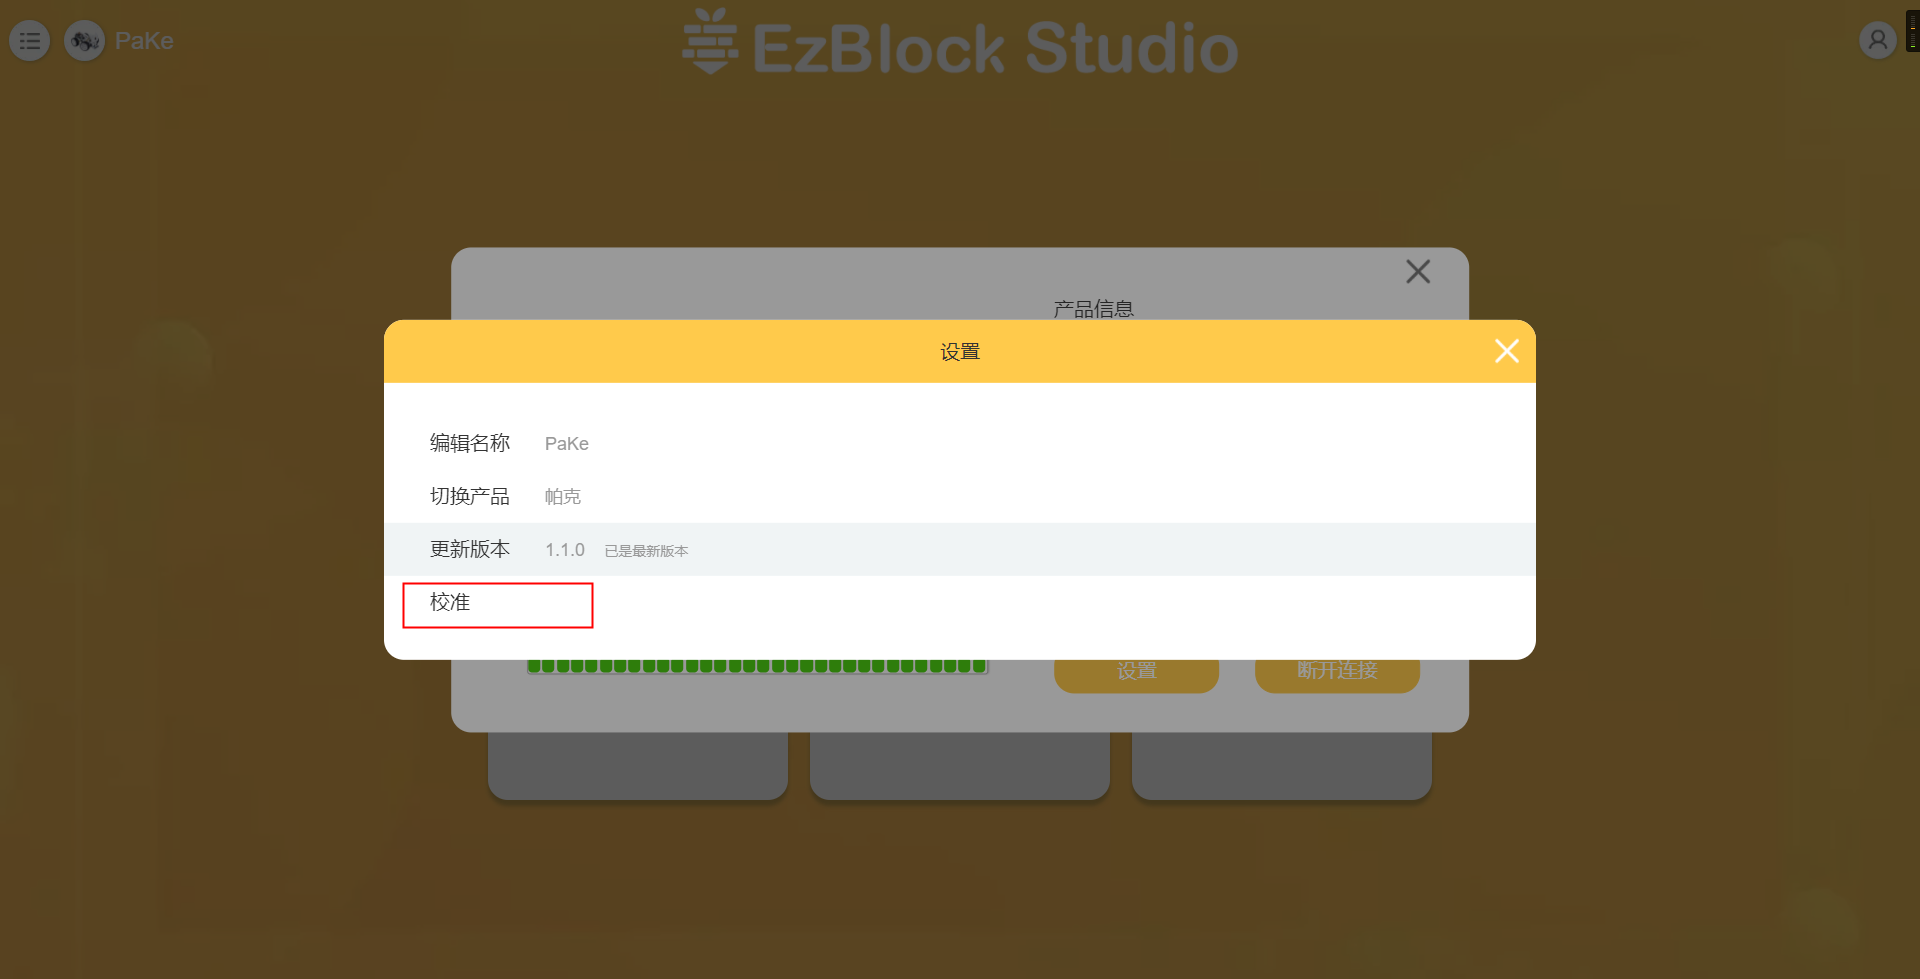 PaKe
EzBlock Studio
产品信息
设置
编辑名称 PaKe
切换产品 帕克
更新版本 1.1.0 已是最新版本
校准
设置 断开连接